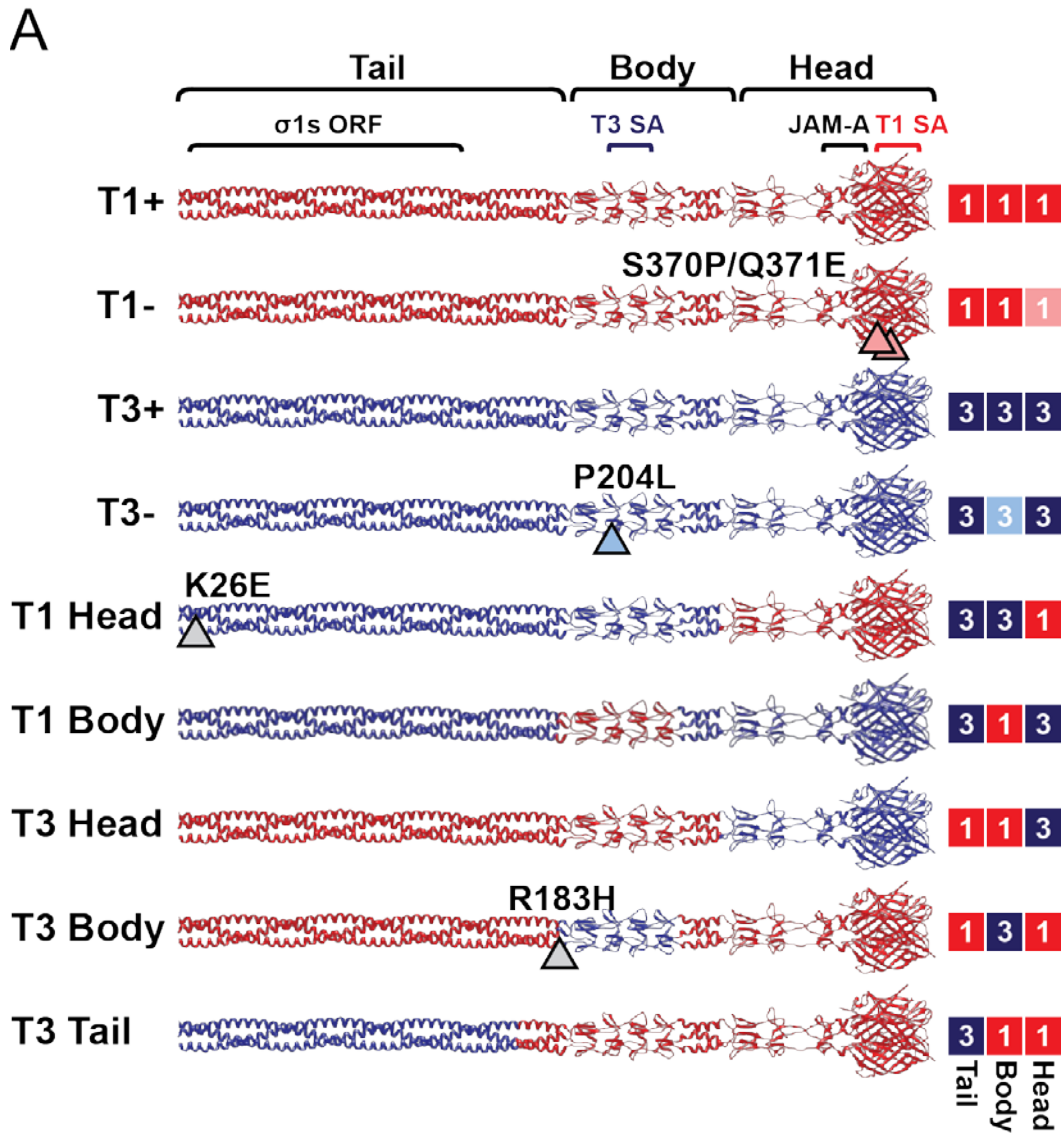 A
Tail Body Head
σ1s ORF T3 SA JAM-A T1 SA
T1+ 1 1 1
S370P/Q371E
T1- 1 1 1
T3+ 3 3 3
P204L
T3- 3 3 3
K26E
T1 Head 3 3 1
T1 Body 3 1 3
T3 Head 1 1 3
R183H
T3 Body 1 3 1
T3 Tail 3 1 1
Tail Body Head